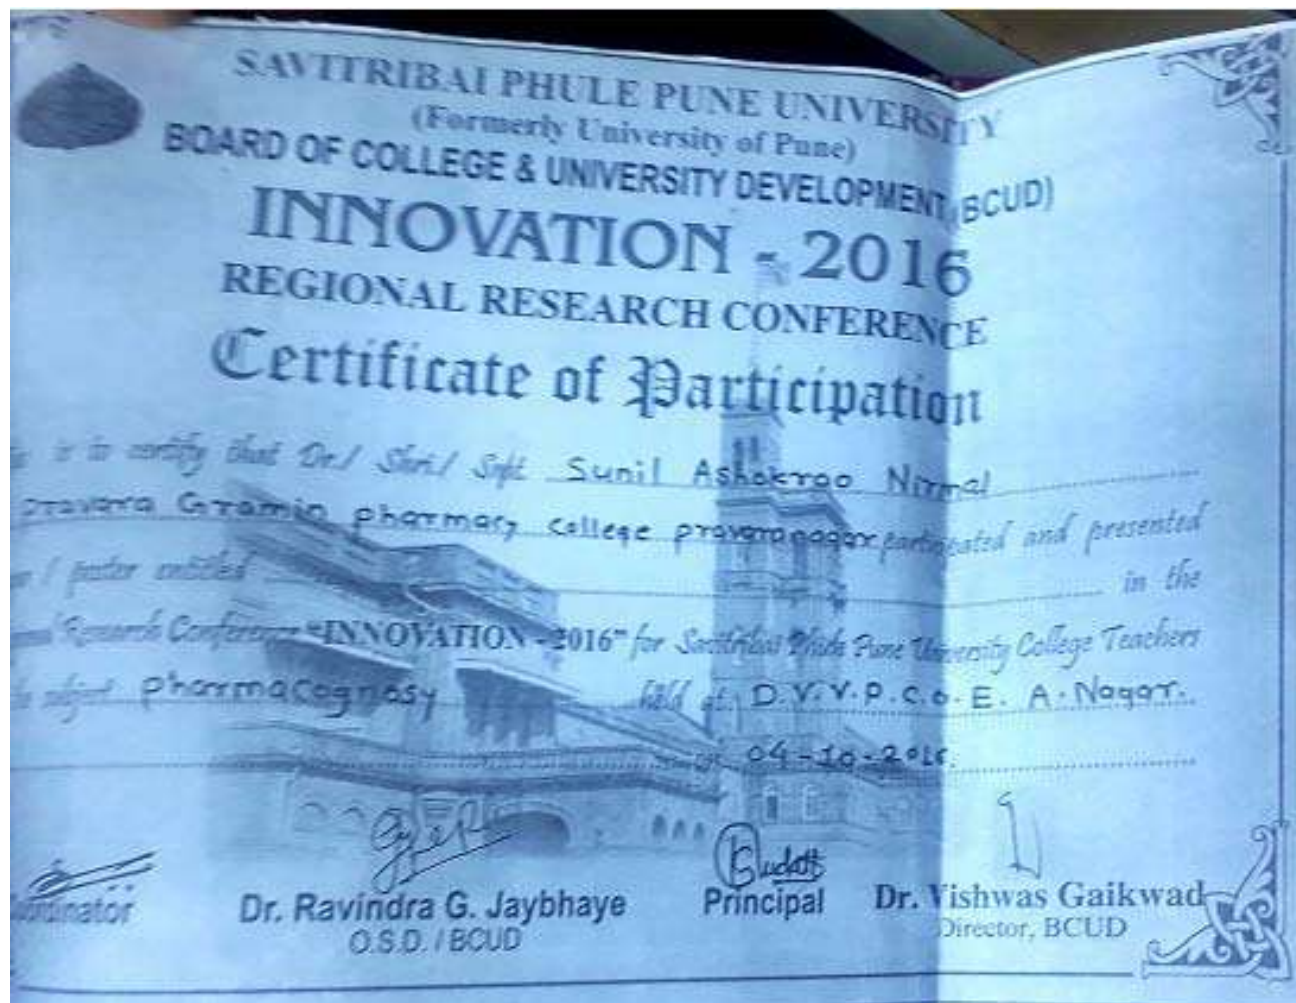 SAVITRIBAI PHULE PUNE UNIVERSITY
(Formerly University of Pune)
BOARD OF COLLEGE & UNIVERSITY DEVELOPMENT (BCUD)
INNOVATION - 2016
REGIONAL RESEARCH CONFERENCE
Certificate of Participation
is to certify that Dr./ Shri./ Smt. Sunil Ashokrao Nirmal
Pravara Gramin pharmacy college pravaranagar participated and presented
/ poster entitled in the
Research Conference "INNOVATION - 2016" for Savitribai Phule Pune University College Teachers
subject pharmacognosy held at D.V.V.P.C.O.E. A.Nagar.
04-10-2016.
Dr. Ravindra G. Jaybhaye
O.S.D. / BCUD
Principal
Dr. Vishwas Gaikwad
Director, BCUD